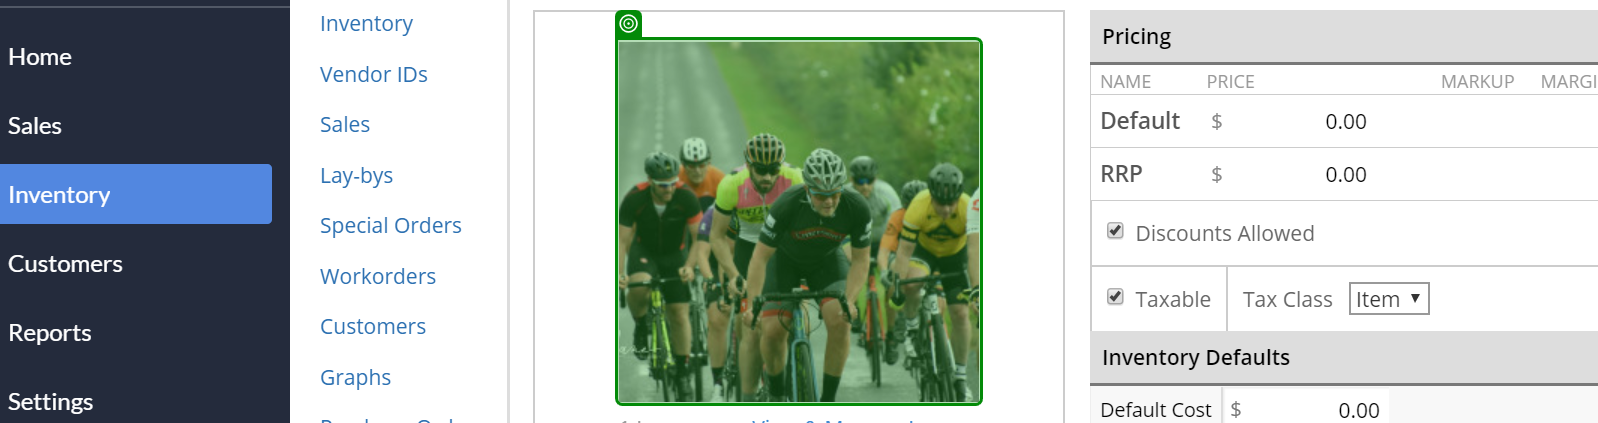 Home
Sales
Inventory
Customers
Reports
Settings
Inventory
Vendor IDs
Sales
Lay-bys
Special Orders
Workorders
Customers
Graphs
Pricing
NAME PRICE MARKUP MARGI
Default $ 0.00
RRP $ 0.00
Discounts Allowed
Taxable Tax Class Item
Inventory Defaults
Default Cost $ 0.00